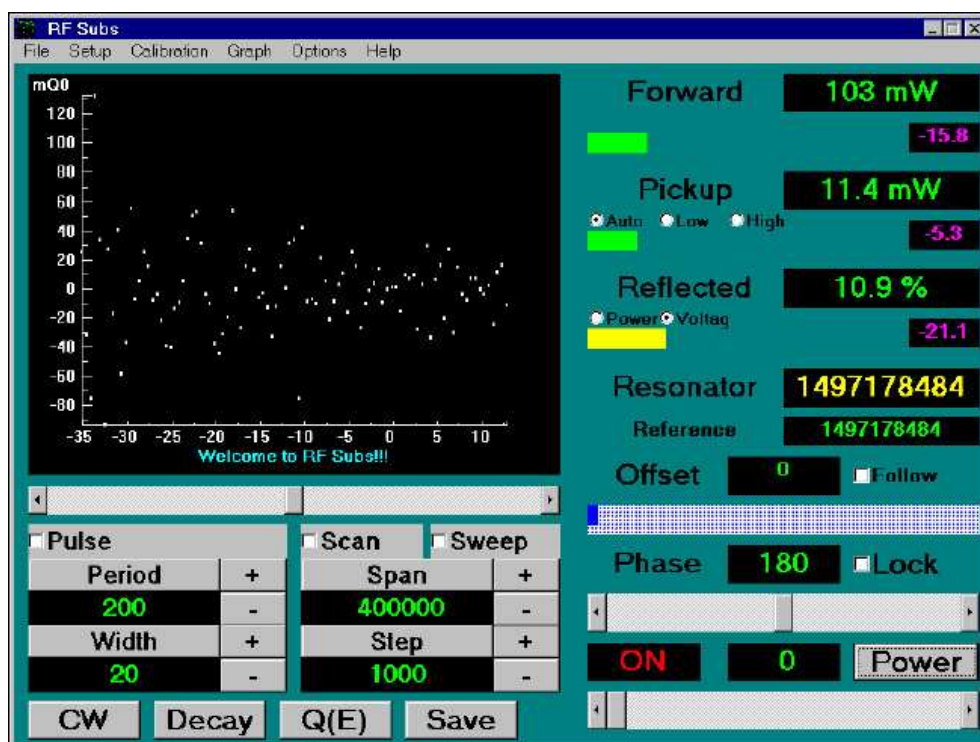 RF Subs
File Setup Calibration Graph Options Help
mQ0
120
100
80
60
40
20
0
-20
-40
-60
-80
-35 -30 -25 -20 -15 -10 -5 0 5 10
Welcome to RF Subs!!!
Forward 103 mW
-15.8
Pickup 11.4 mW
Auto Low High
-5.3
Reflected 10.9 %
Power Voltag
-21.1
Resonator 1497178484
Reference 1497178484
Offset 0 Follow
Phase 180 Lock
ON 0 Power
Pulse Scan Sweep
Period + Span +
200 - 400000 -
Width + Step +
20 - 1000 -
CW Decay Q(E) Save